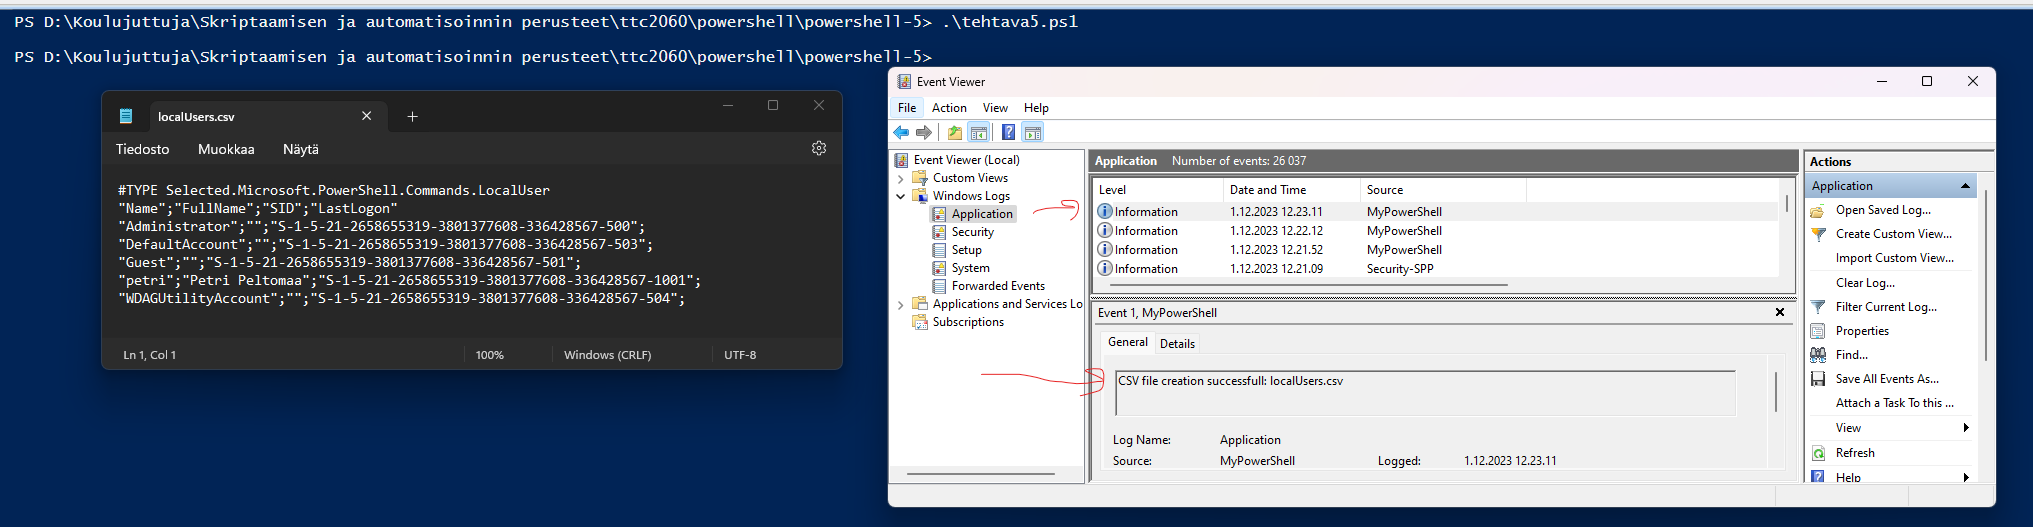 PS D:\Koulujuttuja\Skriptaamisen ja automatisoinnin perusteet\ttc2060\powershell\powershell-5> .\tehtava5.ps1
PS D:\Koulujuttuja\Skriptaamisen ja automatisoinnin perusteet\ttc2060\powershell\powershell-5>
localUsers.csv
Tiedosto Muokkaa Näytä
#TYPE Selected.Microsoft.PowerShell.Commands.LocalUser
"Name";"FullName";"SID";"LastLogon"
"Administrator";"";"S-1-5-21-2658655319-3801377608-336428567-500";
"DefaultAccount";"";"S-1-5-21-2658655319-3801377608-336428567-503";
"Guest";"";"S-1-5-21-2658655319-3801377608-336428567-501";
"petri";"Petri Peltomaa";"S-1-5-21-2658655319-3801377608-336428567-1001";
"WDAGUtilityAccount";"";"S-1-5-21-2658655319-3801377608-336428567-504";
Ln 1, Col 1 100% Windows (CRLF) UTF-8
Event Viewer
File Action View Help
Event Viewer (Local)
Custom Views
Windows Logs
Application
Security
Setup
System
Forwarded Events
Applications and Services Lo
Subscriptions
Application Number of events: 26 037
Level Date and Time Source
Information 1.12.2023 12.23.11 MyPowerShell
Information 1.12.2023 12.22.12 MyPowerShell
Information 1.12.2023 12.21.52 MyPowerShell
Information 1.12.2023 12.21.09 Security-SPP
Event 1, MyPowerShell
General Details
CSV file creation successfull: localUsers.csv
Log Name: Application
Source: MyPowerShell Logged: 1.12.2023 12.23.11
Actions
Application
Open Saved Log...
Create Custom View...
Import Custom View...
Clear Log...
Filter Current Log...
Properties
Find...
Save All Events As...
Attach a Task To this ...
View
Refresh
Help